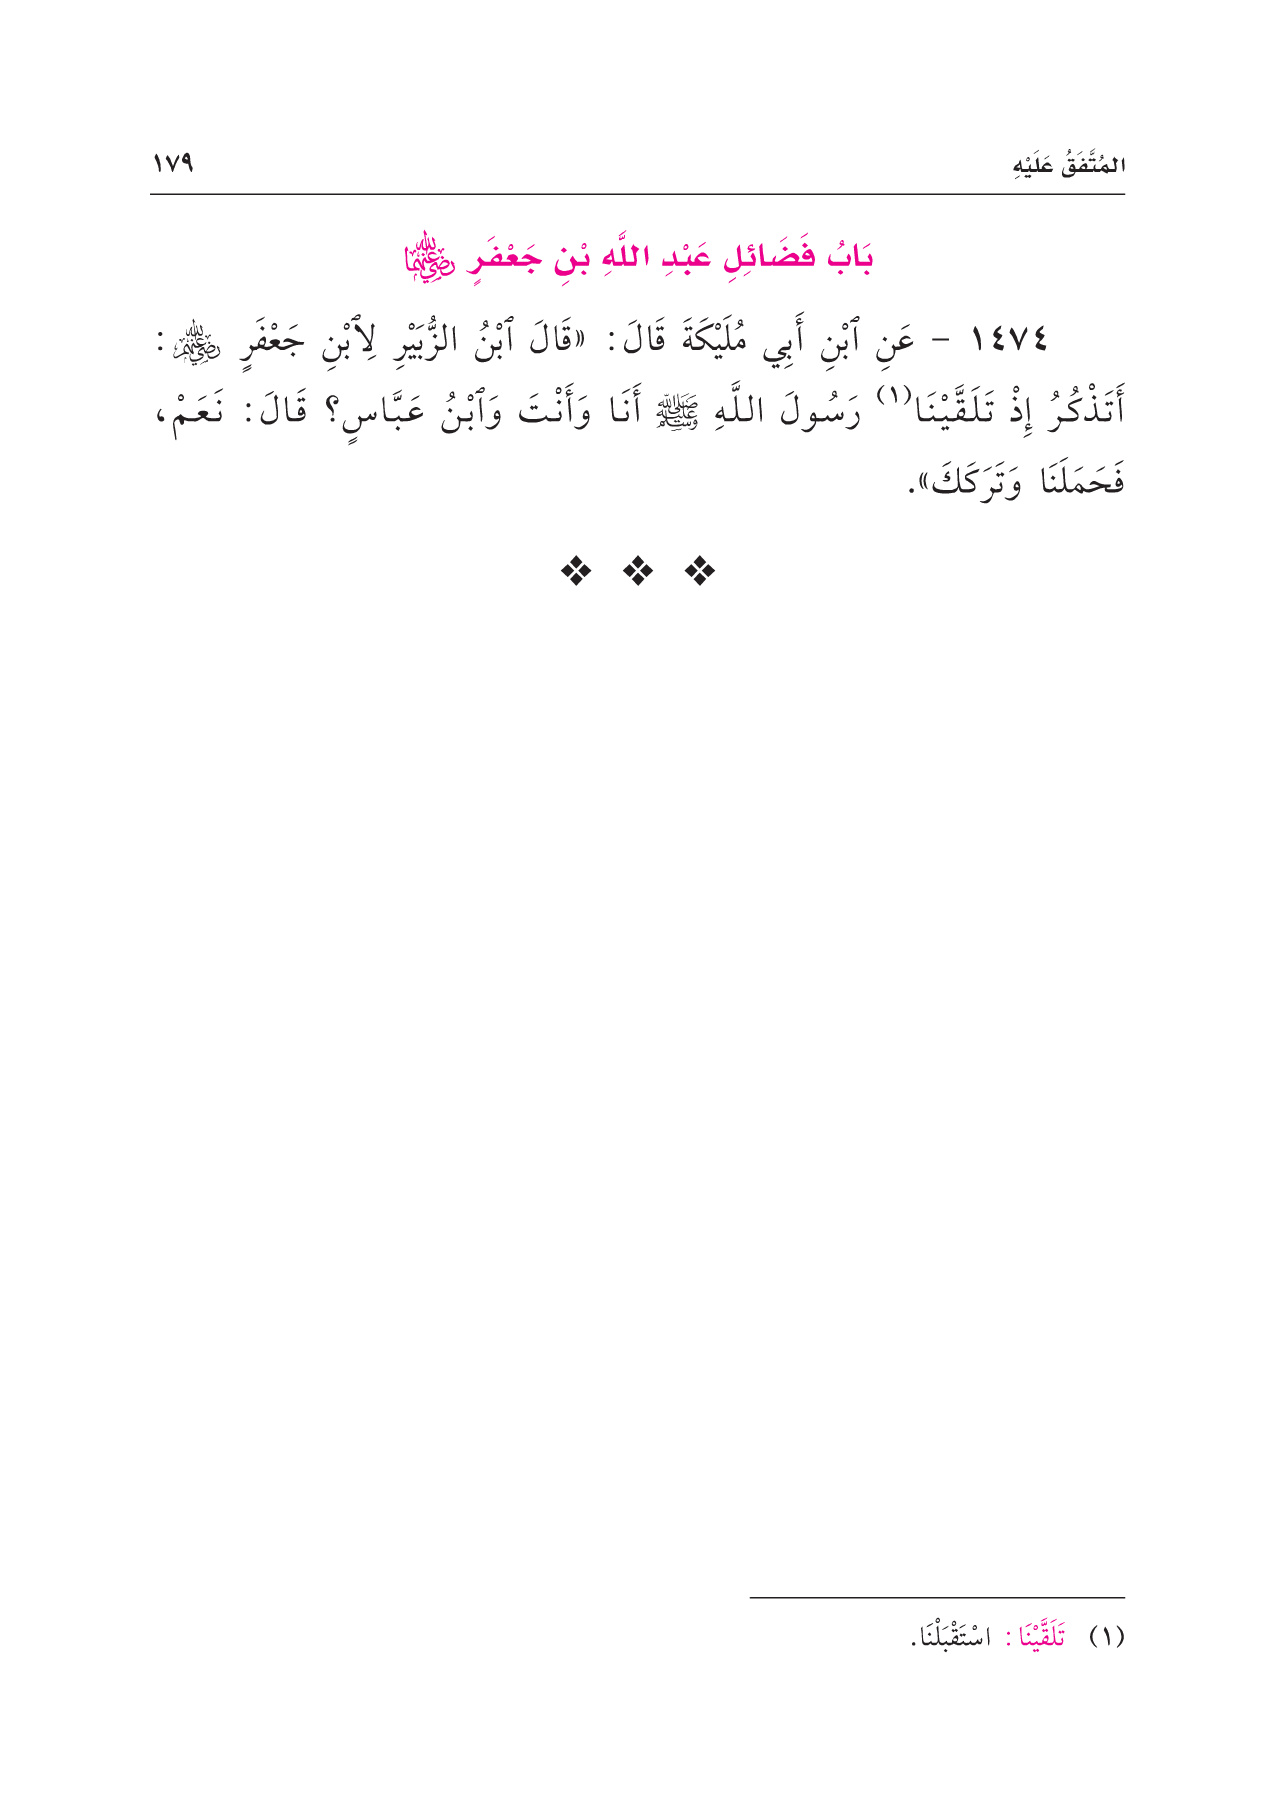 المُتَّفَقُ عَلَيْهِ ١٧٩
بَابُ فَضَائِلِ عَبْدِ اللَّهِ بْنِ جَعْفَرٍ رضي الله عنهما
١٤٧٤ – عَنِ ٱبْنِ أَبِي مُلَيْكَةَ قَالَ: «قَالَ ٱبْنُ الزُّبَيْرِ لِٱبْنِ جَعْفَرٍ رضي الله عنهم:
أَتَذْكُرُ إِذْ تَلَقَّيْنَا(١) رَسُولَ اللَّهِ ﷺ أَنَا وَأَنْتَ وَٱبْنُ عَبَّاسٍ؟ قَالَ: نَعَمْ،
فَحَمَلَنَا وَتَرَكَكَ».
❖ ❖ ❖
(١) تَلَقَّيْنَا: اسْتَقْبَلْنَا.